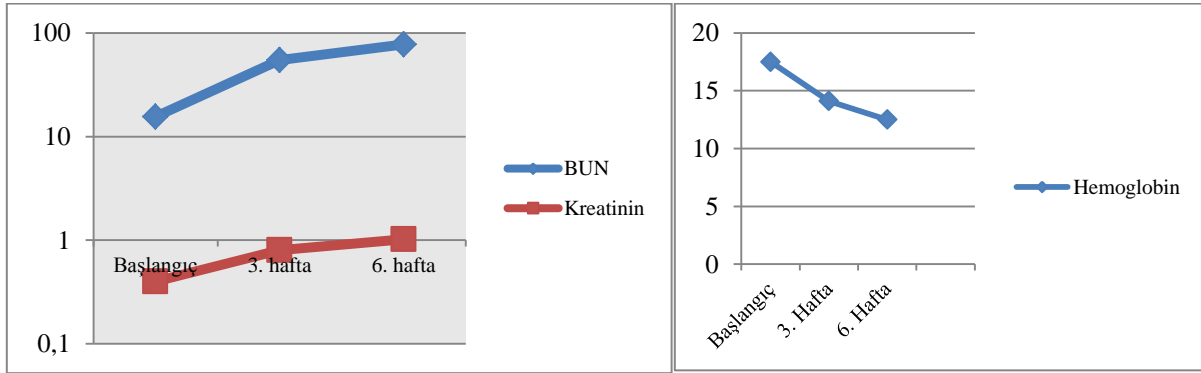 100
10
1
0,1
Başlangıç 3. hafta 6. hafta
BUN
Kreatinin
20
15
10
5
0
Başlangıç
3. Hafta
6. Hafta
Hemoglobin